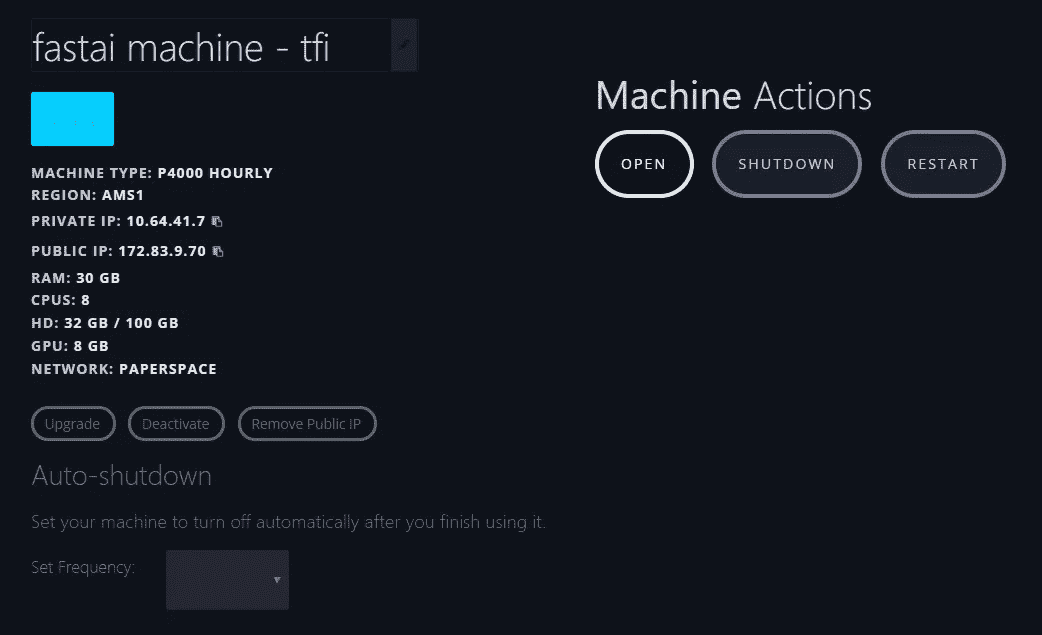 fastai machine - tfi
MACHINE TYPE: P4000 HOURLY
REGION: AMS1
PRIVATE IP: 10.64.41.7
PUBLIC IP: 172.83.9.70
RAM: 30 GB
CPUS: 8
HD: 32 GB / 100 GB
GPU: 8 GB
NETWORK: PAPERSPACE
Upgrade Deactivate Remove Public IP
Auto-shutdown
Set your machine to turn off automatically after you finish using it.
Set Frequency:
Machine Actions
OPEN SHUTDOWN RESTART